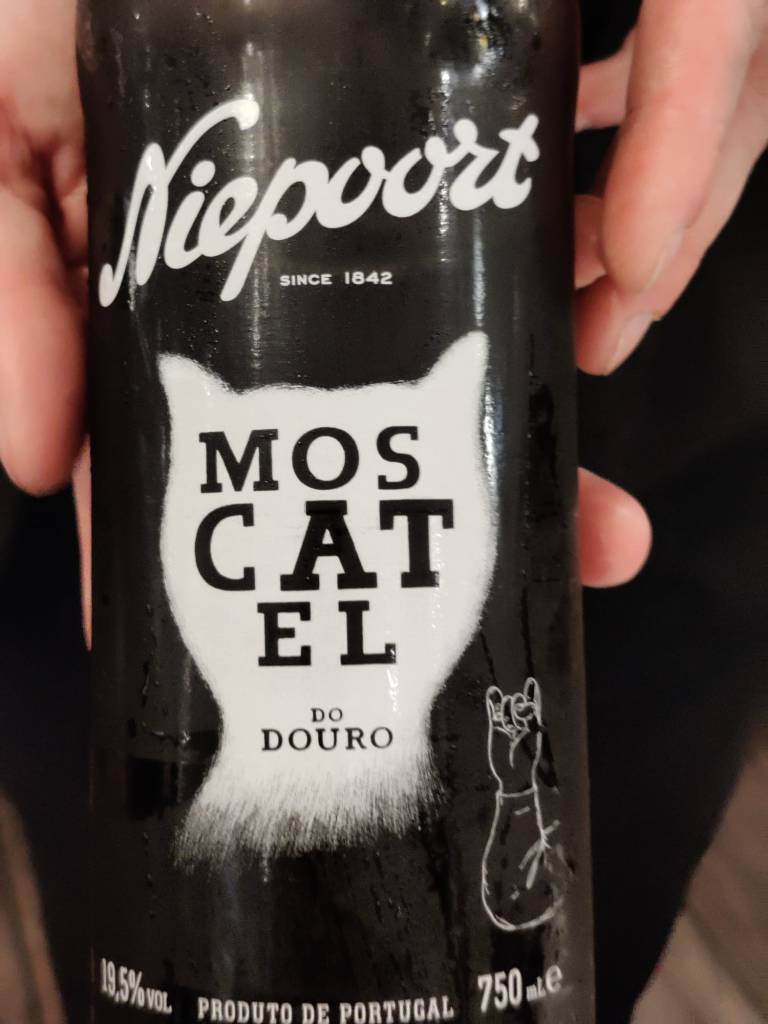 Niepoort
SINCE 1842
MOS
CAT
EL
DO
DOURO
19,5% VOL PRODUTO DE PORTUGAL 750 mL e